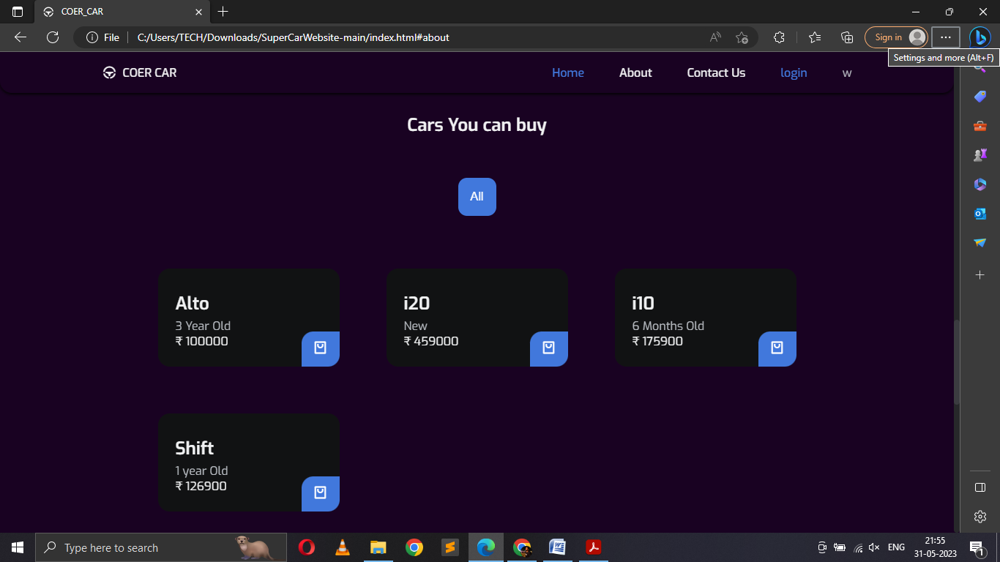 COER_CAR
File
C:/Users/TECH/Downloads/SuperCarWebsite-main/index.html#about
Sign in
Settings and more (Alt+F)
COER CAR
Home
About
Contact Us
login
w
Cars You can buy
All
Alto
3 Year Old
₹ 100000
i20
New
₹ 459000
i10
6 Months Old
₹ 175900
Shift
1 year Old
₹ 126900
Type here to search
ENG
21:55
31-05-2023
1